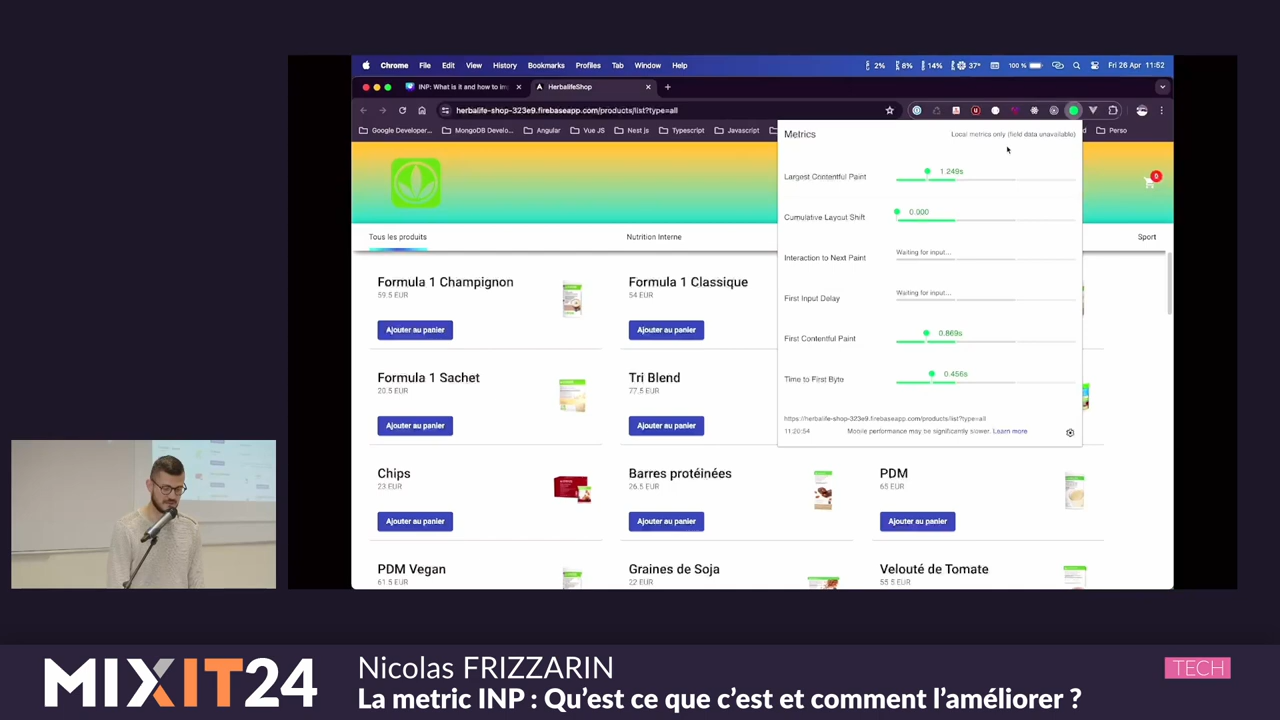 Chrome File Edit View History Bookmarks Profiles Tab Window Help
2% 8% 14% 37° 100 % Fri 26 Apr 11:52
INP: What is it and how to im
HerbalifeShop
herbalife-shop-323e9.firebaseapp.com/products/list?type=all
Google Developer... MongoDB Develo... Angular Vue JS Nest js Typescript Javascript Perso
Metrics
Local metrics only (field data unavailable)
Largest Contentful Paint 1.249s
Cumulative Layout Shift 0.000
Interaction to Next Paint Waiting for input...
First Input Delay Waiting for input...
First Contentful Paint 0.869s
Time to First Byte 0.456s
https://herbalife-shop-323e9.firebaseapp.com/products/list?type=all
11:20:54 Mobile performance may be significantly slower. Learn more
0
Tous les produits Nutrition Interne Sport
Formula 1 Champignon
59.5 EUR
Ajouter au panier
Formula 1 Classique
54 EUR
Ajouter au panier
Formula 1 Sachet
20.5 EUR
Ajouter au panier
Tri Blend
77.5 EUR
Ajouter au panier
Chips
23 EUR
Ajouter au panier
Barres protéinées
26.5 EUR
Ajouter au panier
PDM
65 EUR
Ajouter au panier
PDM Vegan
61.5 EUR
Graines de Soja
22 EUR
Velouté de Tomate
55.5 EUR
MIXIT24
Nicolas FRIZZARIN
TECH
La metric INP : Qu’est ce que c’est et comment l’améliorer ?